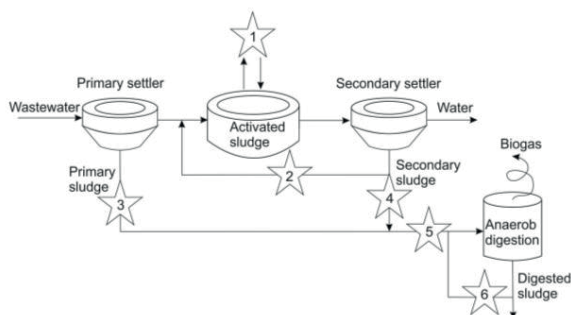 1
Primary settler
Secondary settler
Wastewater
Water
Activated
sludge
Biogas
Primary
sludge
2
Secondary
sludge
3
4
5
Anaerob
digestion
Digested
sludge
6